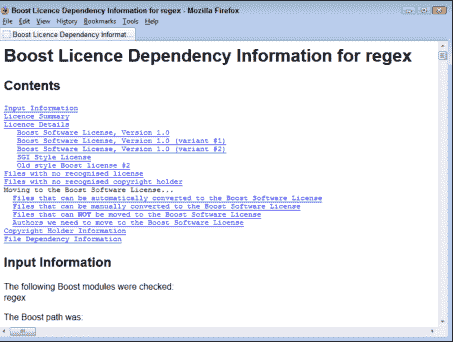 Boost Licence Dependency Information for regex - Mozilla Firefox
File Edit View History Bookmarks Tools Help
Boost Licence Dependency Informat...
Boost Licence Dependency Information for regex
Contents
Input Information
Licence Summary
Licence Details
Boost Software License, Version 1.0
Boost Software License, Version 1.0 (variant #1)
Boost Software License, Version 1.0 (variant #2)
SGI Style License
Old style Boost license #2
Files with no recognised license
Files with no recognised copyright holder
Moving to the Boost Software License...
Files that can be automatically converted to the Boost Software License
Files that can be manually converted to the Boost Software License
Files that can NOT be moved to the Boost Software License
Authors we need to move to the Boost Software License
Copyright Holder Information
File Dependency Information
Input Information
The following Boost modules were checked:
regex
The Boost path was: